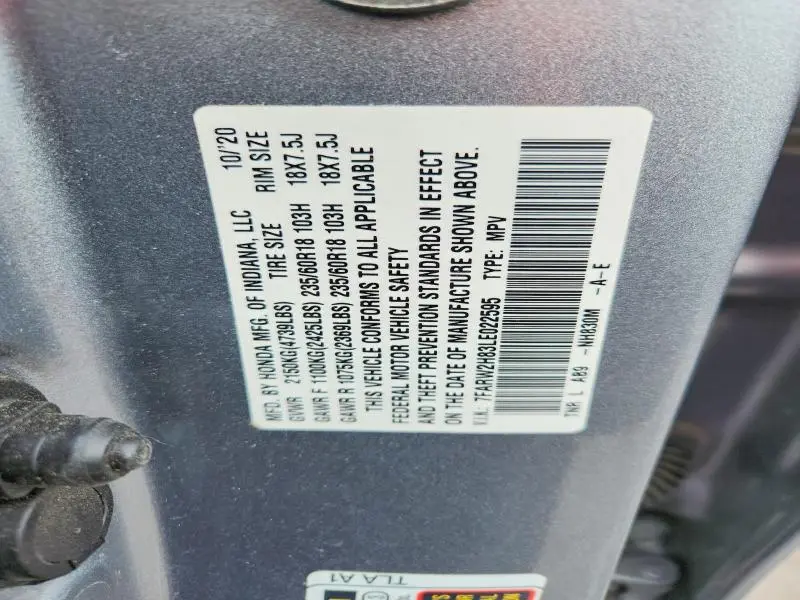 MFD. BY HONDA MFG. OF INDIANA, LLC 10/'20
GVWR 2150KG(4739LBS) TIRE SIZE RIM SIZE
GAWR F 1100KG(2425LBS) 235/60R18 103H 18X7.5J
GAWR R 1075KG(2369LBS) 235/60R18 103H 18X7.5J
THIS VEHICLE CONFORMS TO ALL APPLICABLE
FEDERAL MOTOR VEHICLE SAFETY
AND THEFT PREVENTION STANDARDS IN EFFECT
ON THE DATE OF MANUFACTURE SHOWN ABOVE.
V.I.N.: 7FARW2H83LE022595 TYPE: MPV
TNR L A09 -NH830M -A-E
TLA A1